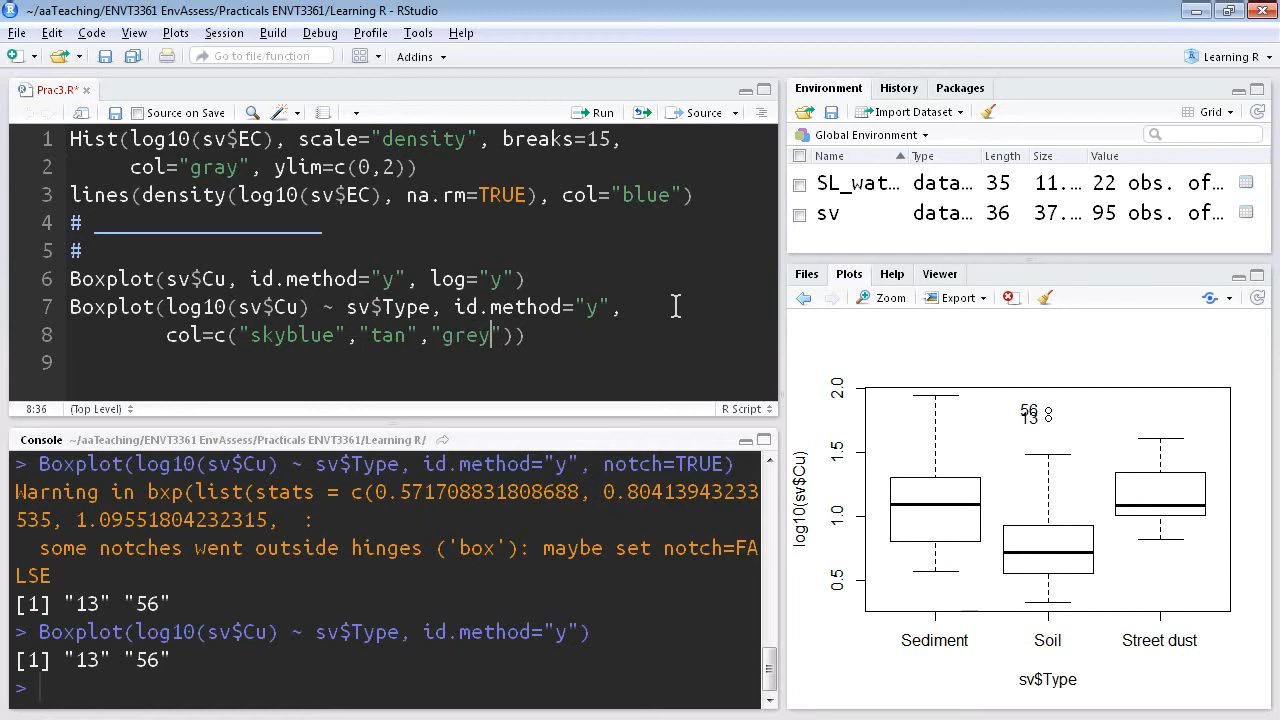 ~/aaTeaching/ENVT3361 EnvAssess/Practicals ENVT3361/Learning R - RStudio
File Edit Code View Plots Session Build Debug Profile Tools Help
Go to file/function Addins Learning R
Prac3.R*
Source on Save Run Source
1 Hist(log10(sv$EC), scale="density", breaks=15,
2 col="gray", ylim=c(0,2))
3 lines(density(log10(sv$EC), na.rm=TRUE), col="blue")
4 # ___________________
5 #
6 Boxplot(sv$Cu, id.method="y", log="y")
7 Boxplot(log10(sv$Cu) ~ sv$Type, id.method="y",
8 col=c("skyblue","tan","grey"))
9
8:36 (Top Level) R Script
Console ~/aaTeaching/ENVT3361 EnvAssess/Practicals ENVT3361/Learning R/
> Boxplot(log10(sv$Cu) ~ sv$Type, id.method="y", notch=TRUE)
Warning in bxp(list(stats = c(0.571708831808688, 0.80413943233
535, 1.09551804232315, :
some notches went outside hinges ('box'): maybe set notch=FA
LSE
[1] "13" "56"
> Boxplot(log10(sv$Cu) ~ sv$Type, id.method="y")
[1] "13" "56"
>
Environment History Packages
Import Dataset Grid
Global Environment
Name Type Length Size Value
SL_wat... data... 35 11.... 22 obs. of...
sv data... 36 37.... 95 obs. of...
Files Plots Help Viewer
Zoom Export
2.0
1.5
1.0
0.5
log10(sv$Cu)
56
13
Sediment Soil Street dust
sv$Type